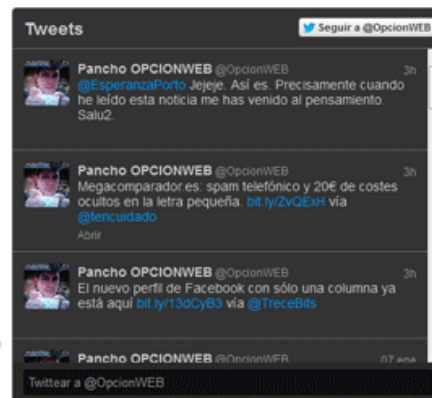 Tweets
Seguir a @OpcionWEB
Pancho OPCIONWEB @OpcionWEB 3h
@EsperanzaPorto Jejeje. Así es. Precisamente cuando
he leído esta noticia me has venido al pensamiento.
Salu2.
Pancho OPCIONWEB @OpcionWEB 3h
Megacomparador.es: spam telefónico y 20€ de costes
ocultos en la letra pequeña. bit.ly/ZvQExH vía
@tencuidado
Abrir
Pancho OPCIONWEB @OpcionWEB 3h
El nuevo perfil de Facebook con sólo una columna ya
está aquí bit.ly/13dCyB3 vía @TreceBits
Pancho OPCIONWEB @OpcionWEB 07 ene
Twittear a @OpcionWEB